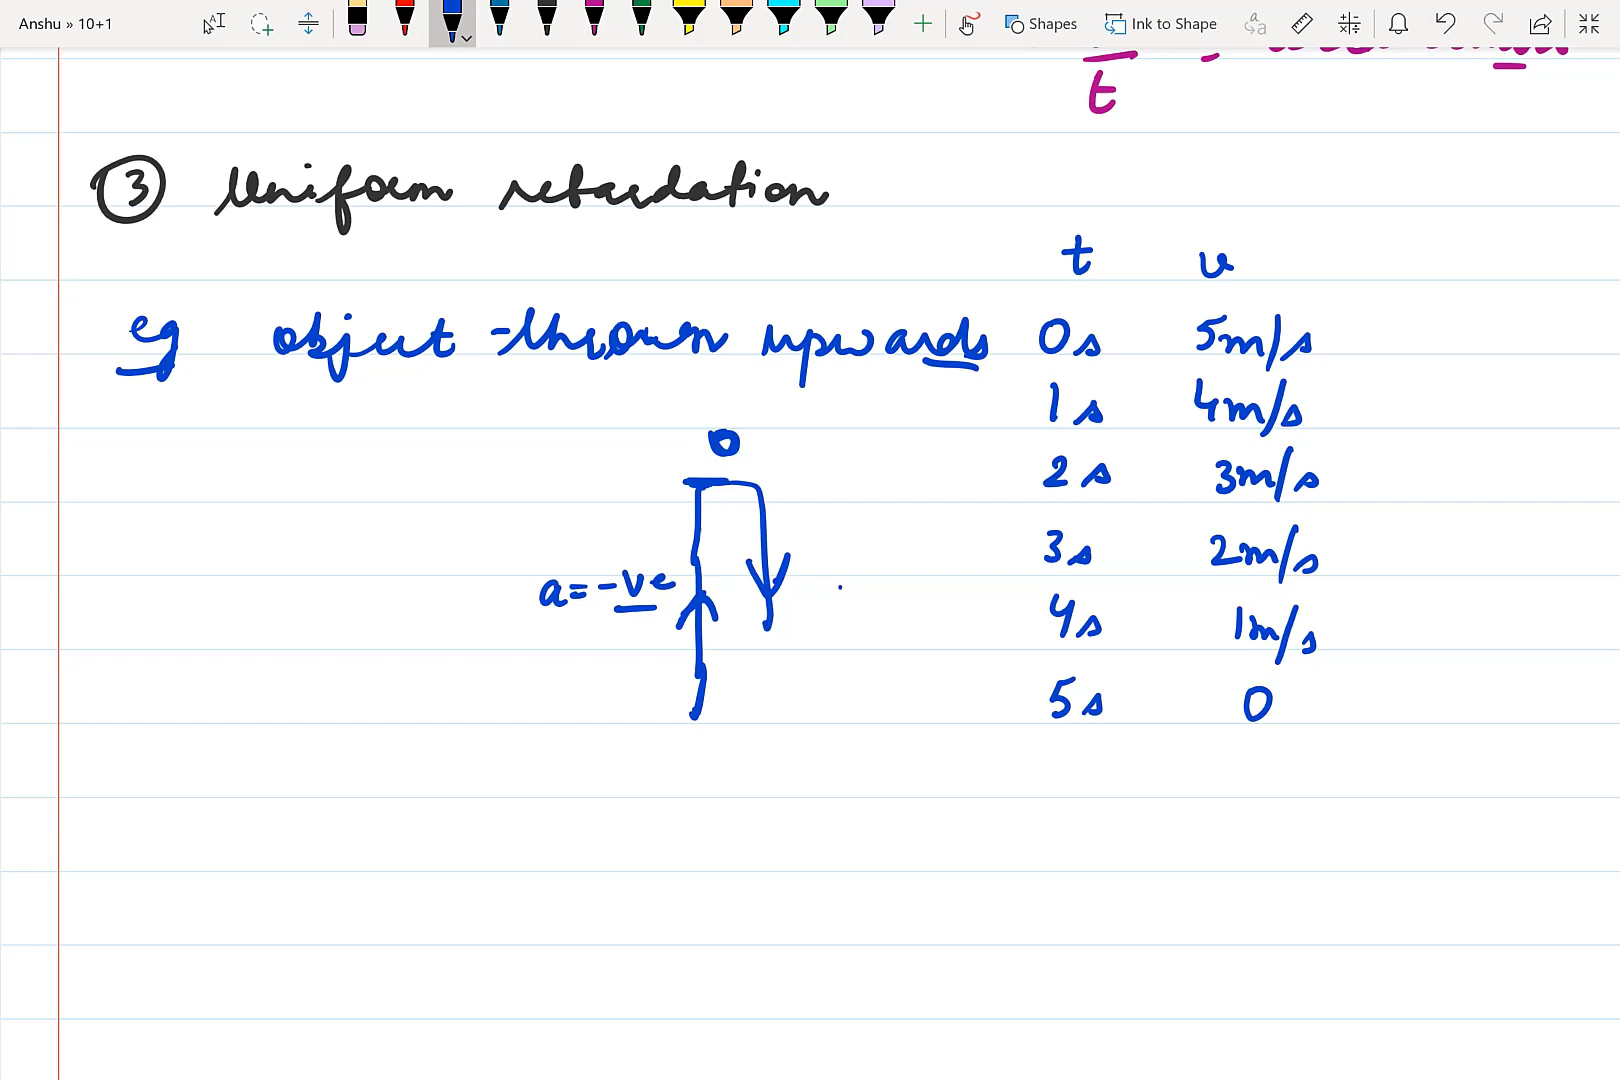 Anshu » 10+1
Shapes
Ink to Shape
t
③ Uniform retardation
t v
eg object thrown upwards 0s 5m/s
1s 4m/s
0
2s 3m/s
3s 2m/s
a=-ve
4s 1m/s
5s 0